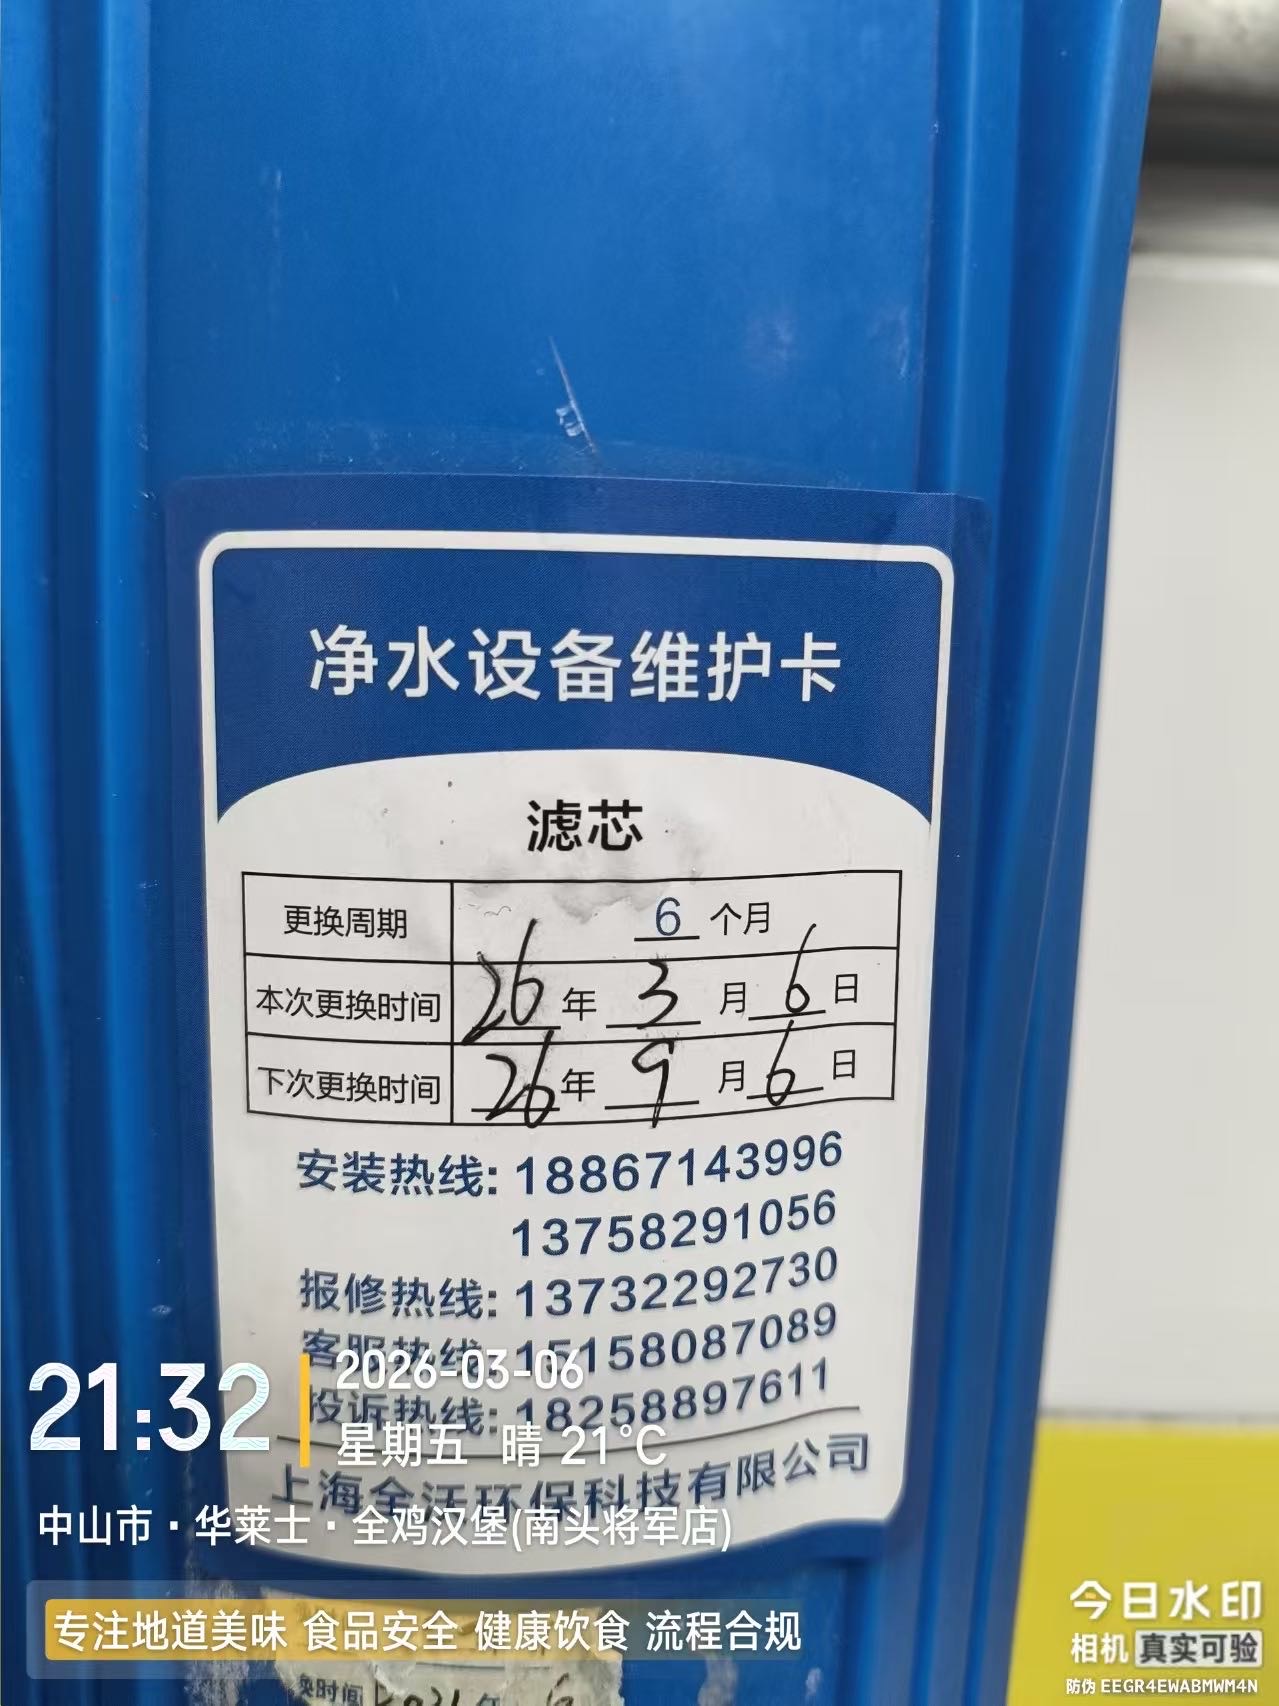 净水设备维护卡
滤芯
更换周期 6 个月
本次更换时间 26 年 3 月 6 日
下次更换时间 26 年 9 月 6 日
安装热线: 18867143996
13758291056
报修热线: 13732292730
客服热线: 15158087089
投诉热线: 18258897611
上海全沃环保科技有限公司
21:32
2026-03-06
星期五 晴 21°C
中山市·华莱士·全鸡汉堡(南头将军店)
专注地道美味 食品安全 健康饮食 流程合规
换时间
年
今日水印
相机 真实可验
防伪 EEGR4EWABMWM4N